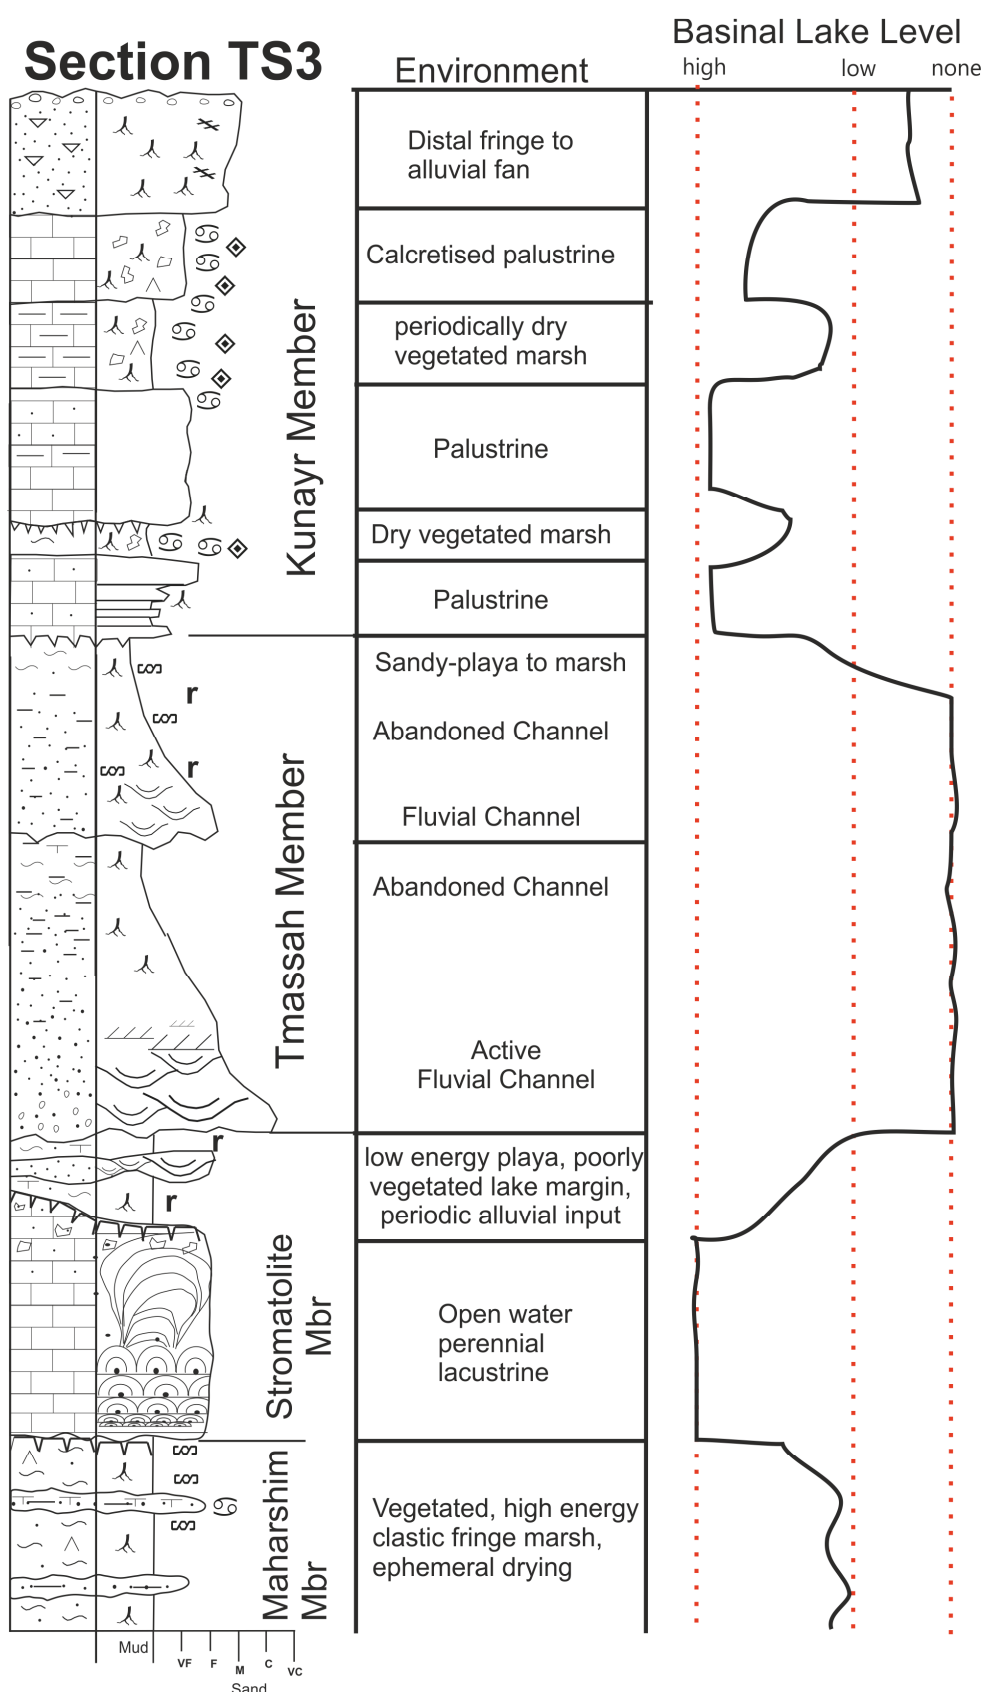 Section TS3
Environment
Basinal Lake Level
high
low
none
Distal fringe to
alluvial fan
Calcretised palustrine
periodically dry
vegetated marsh
Palustrine
Dry vegetated marsh
Palustrine
Kunayr Member
Sandy-playa to marsh
Abandoned Channel
Fluvial Channel
Abandoned Channel
Active
Fluvial Channel
Tmassah Member
r
r
r
r
low energy playa, poorly
vegetated lake margin,
periodic alluvial input
Open water
perennial
lacustrine
Stromatolite
Mbr
Vegetated, high energy
clastic fringe marsh,
ephemeral drying
Maharshim
Mbr
Mud
VF
F
M
C
VC
Sand